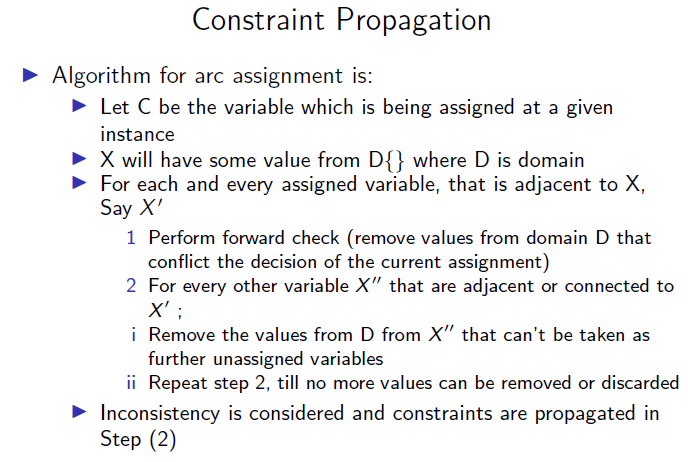 Constraint Propagation
▶ Algorithm for arc assignment is:
▶ Let C be the variable which is being assigned at a given
instance
▶ X will have some value from D{} where D is domain
▶ For each and every assigned variable, that is adjacent to X,
Say X′
1 Perform forward check (remove values from domain D that
conflict the decision of the current assignment)
2 For every other variable X′′ that are adjacent or connected to
X′ ;
i Remove the values from D from X′′ that can't be taken as
further unassigned variables
ii Repeat step 2, till no more values can be removed or discarded
▶ Inconsistency is considered and constraints are propagated in
Step (2)